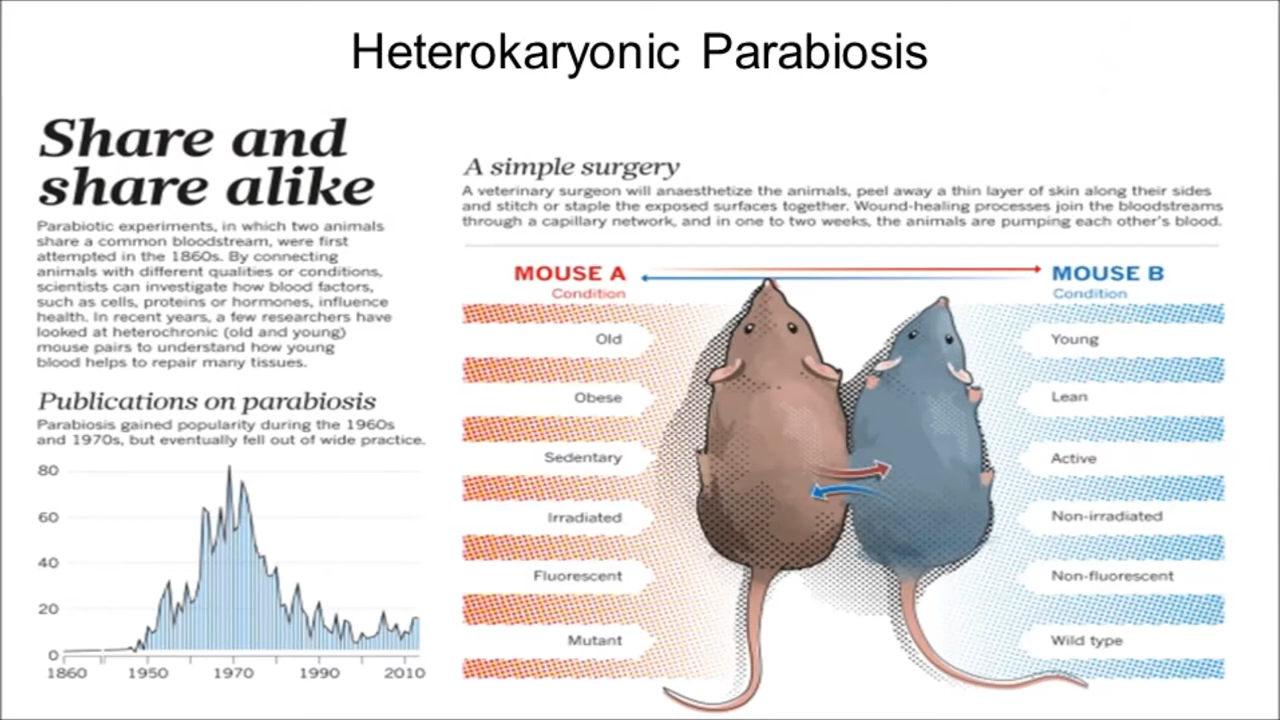 Heterokaryonic Parabiosis
Share and
share alike
Parabiotic experiments, in which two animals
share a common bloodstream, were first
attempted in the 1860s. By connecting
animals with different qualities or conditions,
scientists can investigate how blood factors,
such as cells, proteins or hormones, influence
health. In recent years, a few researchers have
looked at heterochronic (old and young)
mouse pairs to understand how young
blood helps to repair many tissues.
Publications on parabiosis
Parabiosis gained popularity during the 1960s
and 1970s, but eventually fell out of wide practice.
80
60
40
20
0
1860 1950 1970 1990 2010
A simple surgery
A veterinary surgeon will anaesthetize the animals, peel away a thin layer of skin along their sides
and stitch or staple the exposed surfaces together. Wound-healing processes join the bloodstreams
through a capillary network, and in one to two weeks, the animals are pumping each other's blood.
MOUSE A
Condition
Old
Obese
Sedentary
Irradiated
Fluorescent
Mutant
MOUSE B
Condition
Young
Lean
Active
Non-irradiated
Non-fluorescent
Wild type